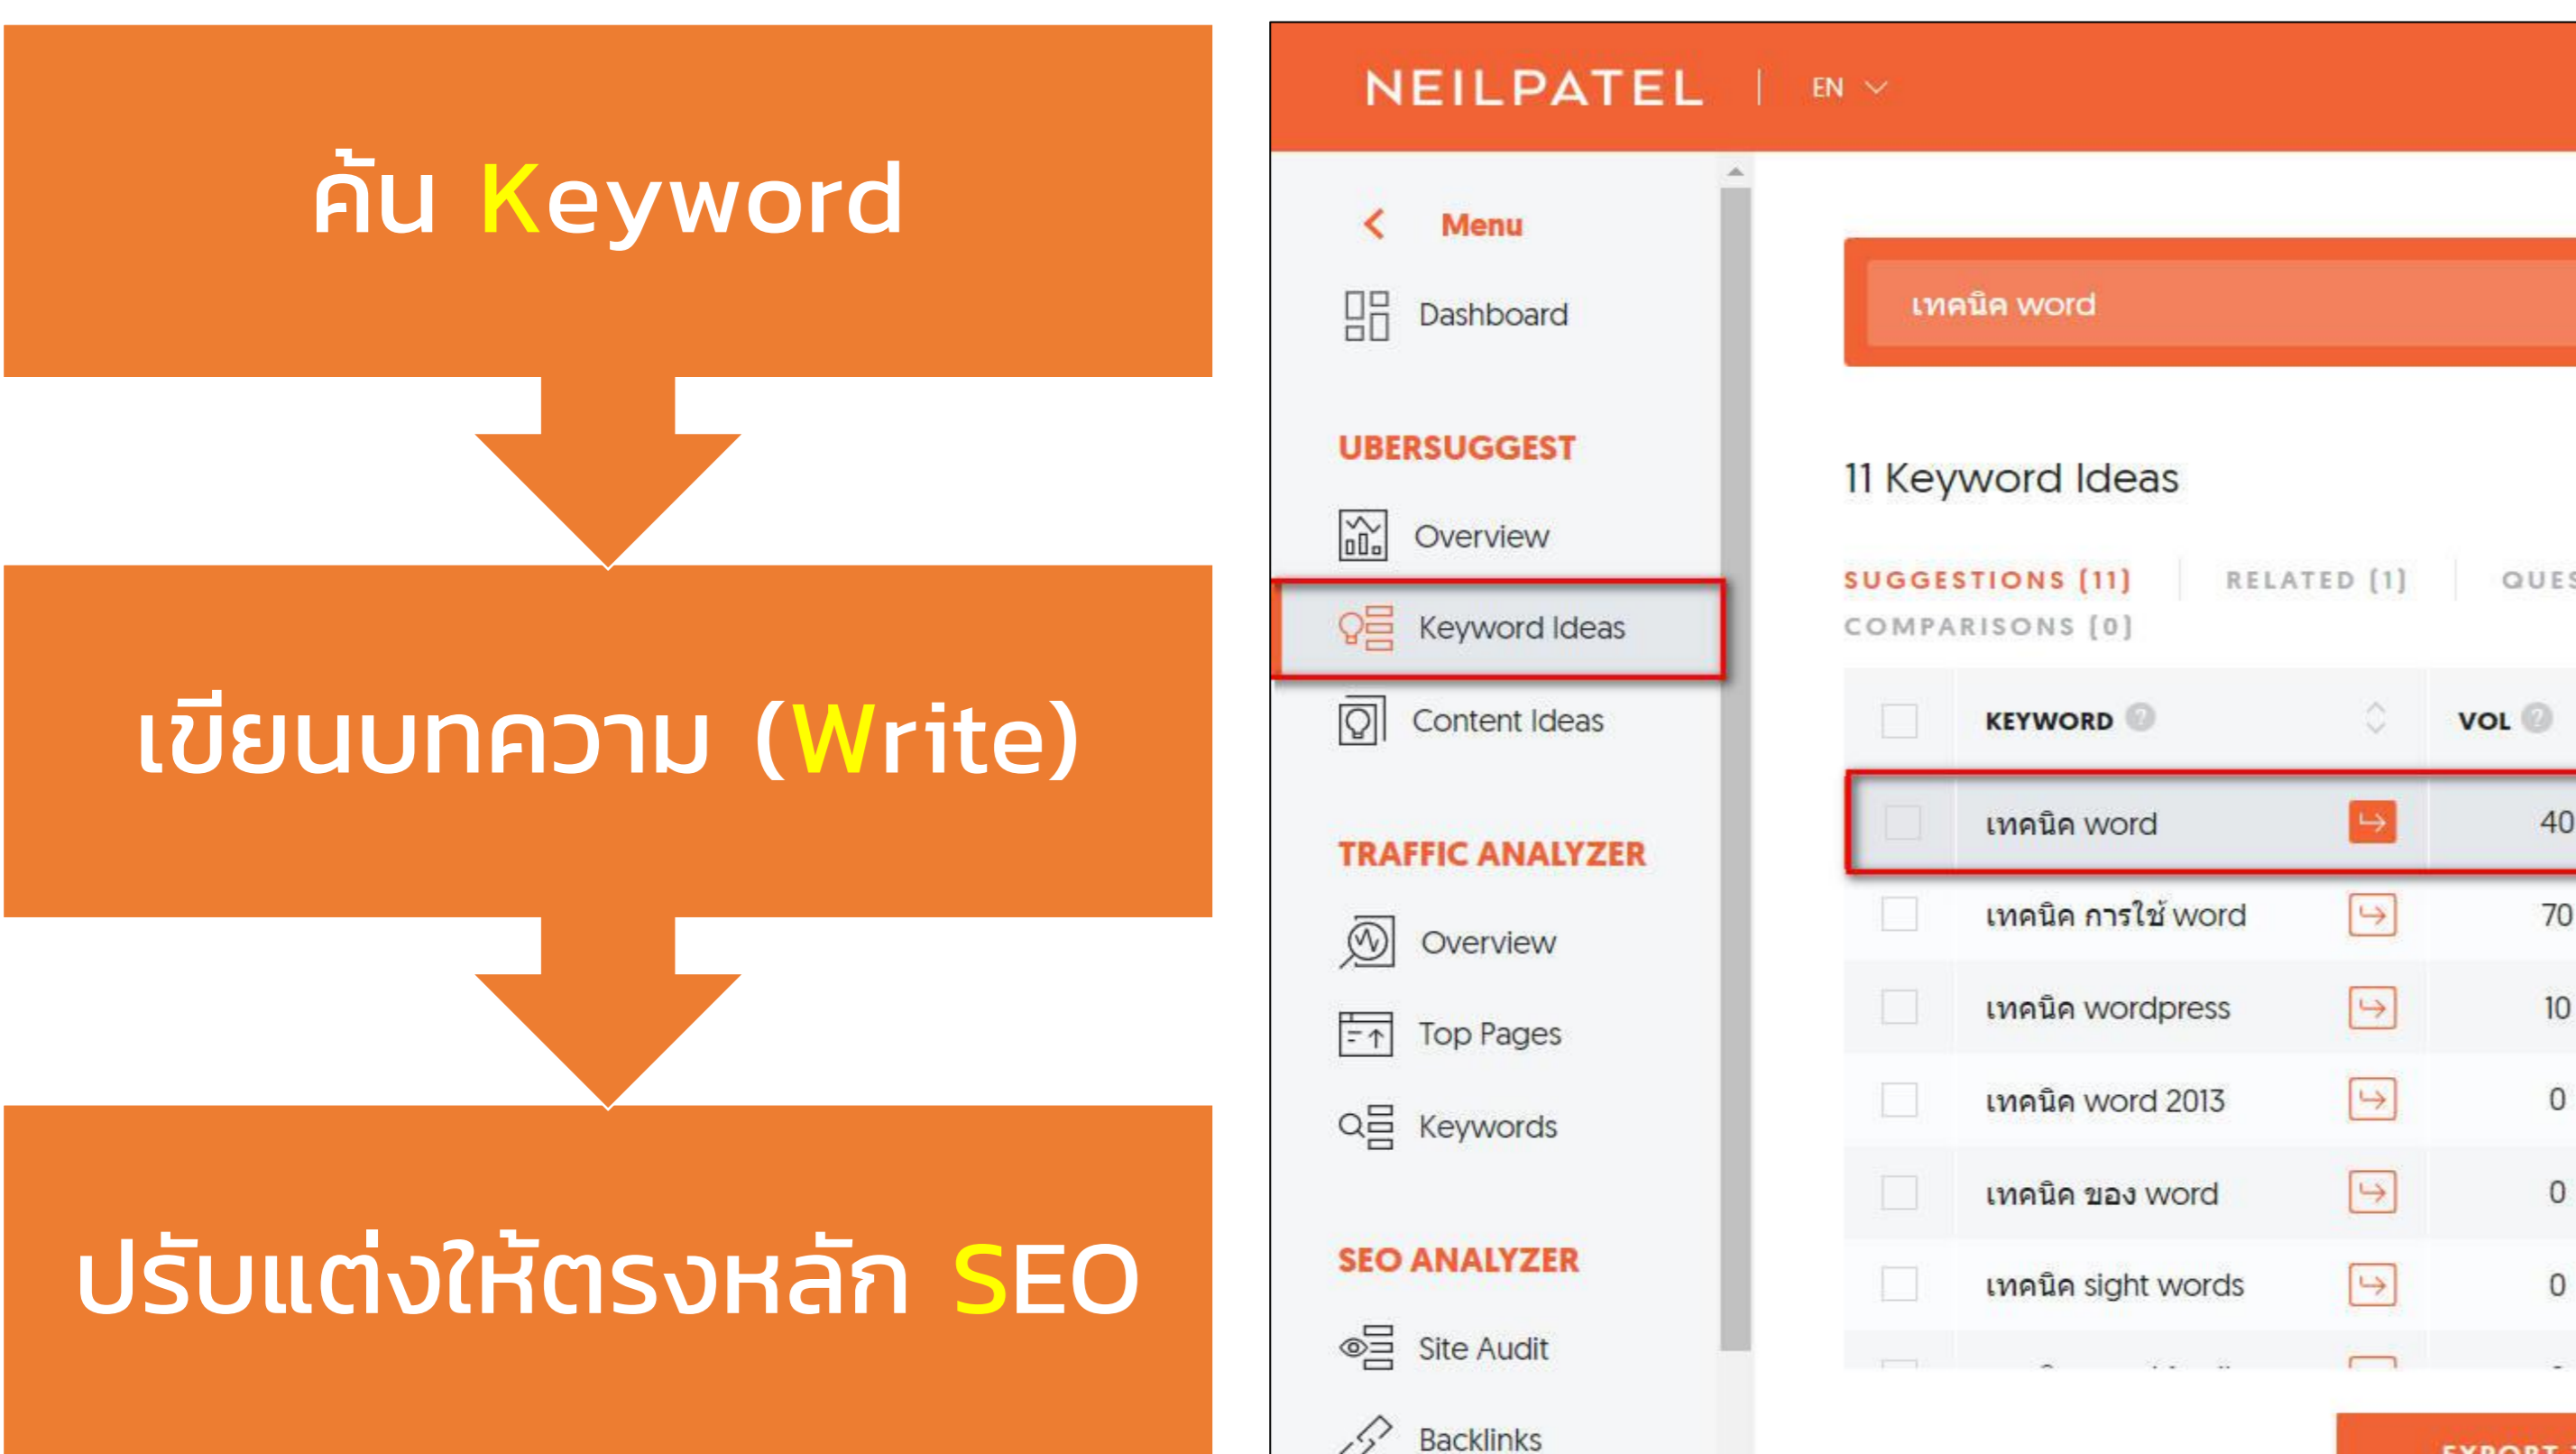 ค้น Keyword
เขียนบทความ (Write)
ปรับแต่งให้ตรงหลัก SEO
NEILPATEL | EN
Menu
Dashboard
UBERSUGGEST
Overview
Keyword Ideas
Content Ideas
TRAFFIC ANALYZER
Overview
Top Pages
Keywords
SEO ANALYZER
Site Audit
Backlinks
เทคนิค word
11 Keyword Ideas
SUGGESTIONS (11) RELATED (1)
COMPARISONS (0)
KEYWORD VOL
เทคนิค word 40
เทคนิค การใช้ word 70
เทคนิค wordpress 10
เทคนิค word 2013 0
เทคนิค ของ word 0
เทคนิค sight words 0